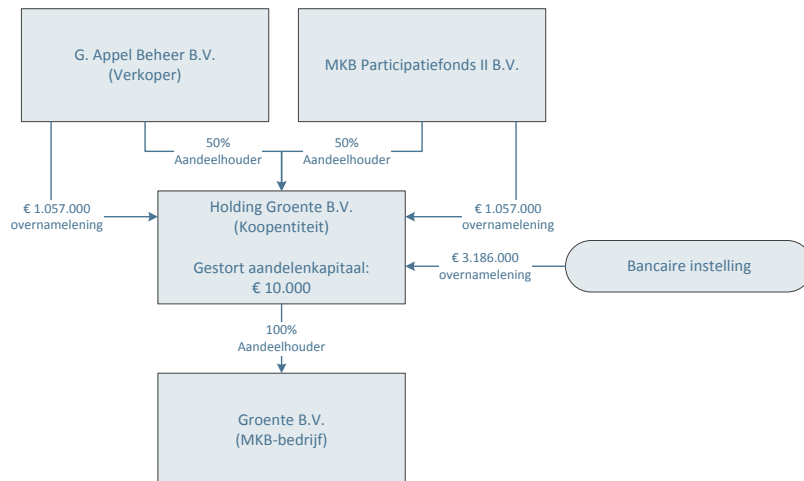 G. Appel Beheer B.V.
(Verkoper)
MKB Participatiefonds II B.V.
50%
Aandeelhouder
50%
Aandeelhouder
€ 1.057.000
overnamelening
Holding Groente B.V.
(Koopentiteit)
Gestort aandelenkapitaal:
€ 10.000
€ 1.057.000
overnamelening
€ 3.186.000
overnamelening
Bancaire instelling
100%
Aandeelhouder
Groente B.V.
(MKB-bedrijf)